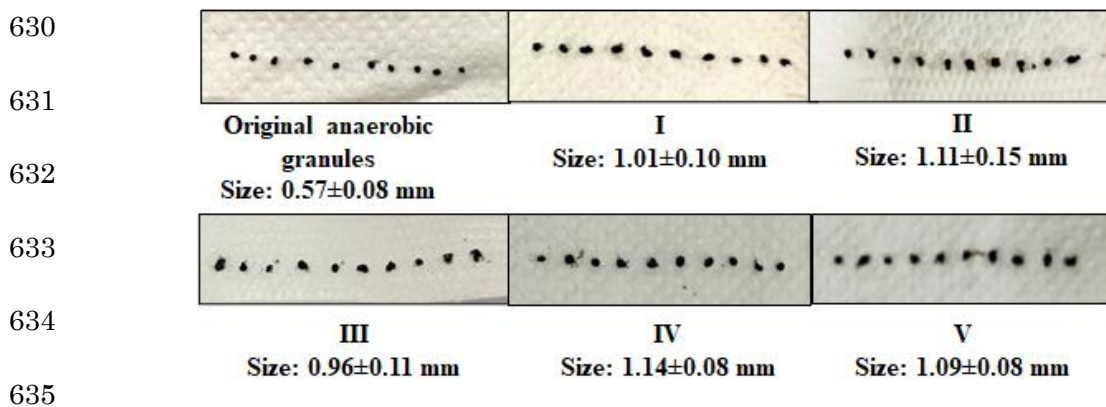 630
631
Original anaerobic
granules
Size: 0.57±0.08 mm
I
Size: 1.01±0.10 mm
II
Size: 1.11±0.15 mm
632
633
634
III
Size: 0.96±0.11 mm
IV
Size: 1.14±0.08 mm
V
Size: 1.09±0.08 mm
635